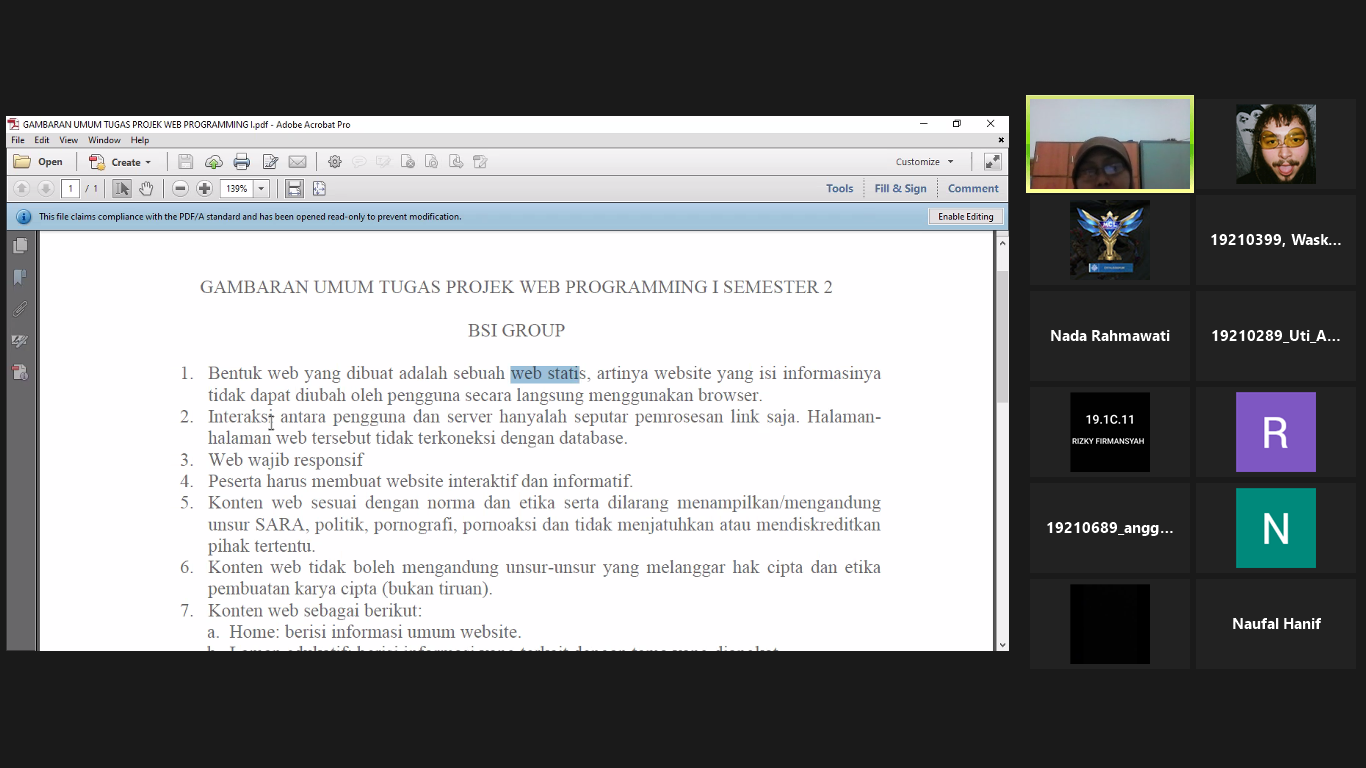 GAMBARAN UMUM TUGAS PROJEK WEB PROGRAMMING I.pdf - Adobe Acrobat Pro
File Edit View Window Help
Open
Create
Customize
1 / 1
139%
Tools
Fill & Sign
Comment
This file claims compliance with the PDF/A standard and has been opened read-only to prevent modification.
Enable Editing
GAMBARAN UMUM TUGAS PROJEK WEB PROGRAMMING I SEMESTER 2
BSI GROUP
1. Bentuk web yang dibuat adalah sebuah web statis, artinya website yang isi informasinya
tidak dapat diubah oleh pengguna secara langsung menggunakan browser.
2. Interaksi antara pengguna dan server hanyalah seputar pemrosesan link saja. Halaman-
halaman web tersebut tidak terkoneksi dengan database.
3. Web wajib responsif
4. Peserta harus membuat website interaktif dan informatif.
5. Konten web sesuai dengan norma dan etika serta dilarang menampilkan/mengandung
unsur SARA, politik, pornografi, pornoaksi dan tidak menjatuhkan atau mendiskreditkan
pihak tertentu.
6. Konten web tidak boleh mengandung unsur-unsur yang melanggar hak cipta dan etika
pembuatan karya cipta (bukan tiruan).
7. Konten web sebagai berikut:
a. Home: berisi informasi umum website.
MCL
19210399, Wask...
Nada Rahmawati
19210289_Uti_A...
19.1C.11
RIZKY FIRMANSYAH
R
19210689_angg...
N
Naufal Hanif